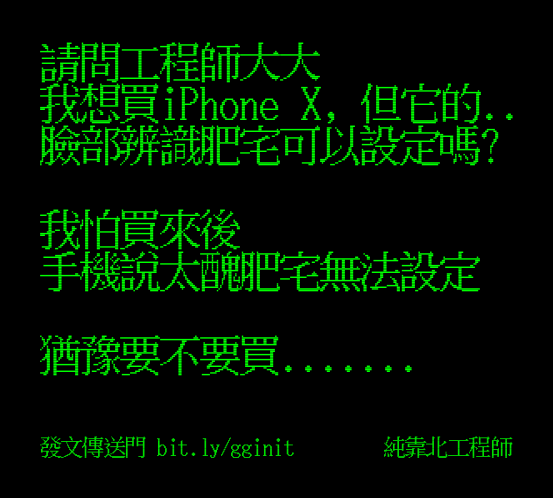 請問工程師大大
我想買iPhone X, 但它的..
臉部辨識肥宅可以設定嗎?
我怕買來後
手機說太醜肥宅無法設定
猶豫要不要買.......
發文傳送門 bit.ly/gginit
純靠北工程師